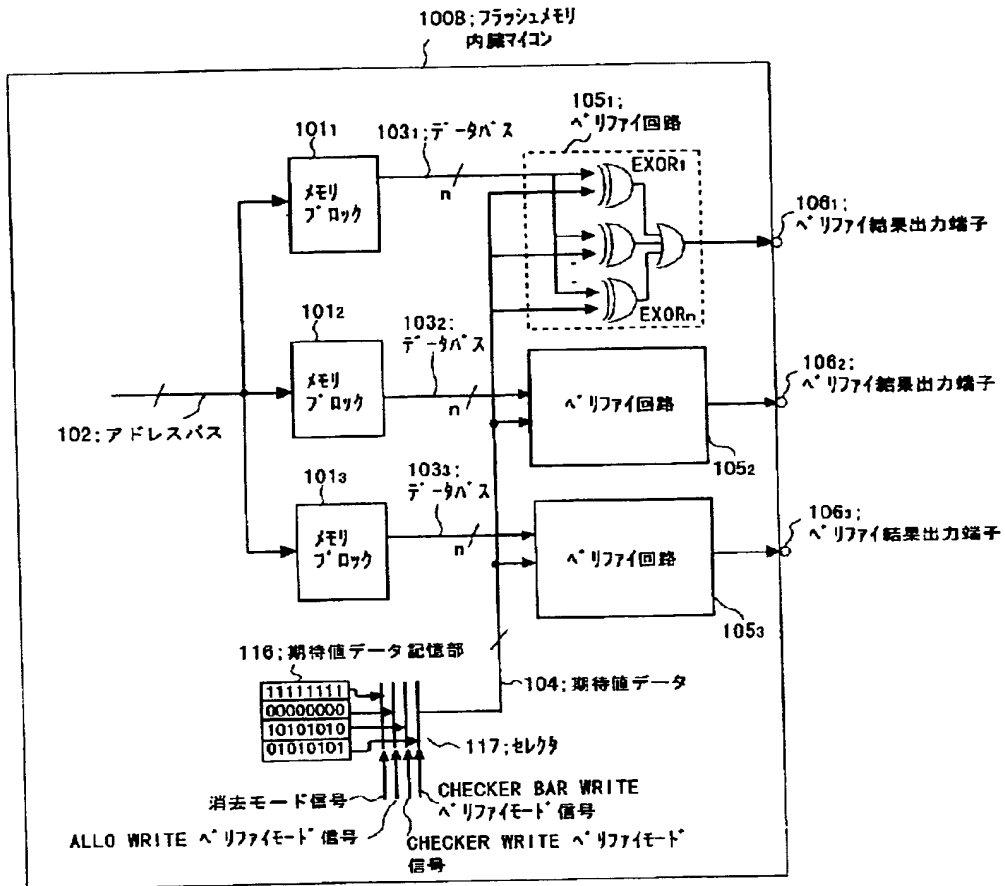 100B;フラッシュメモリ
内臓マイコン
105₁;
ベリファイ回路
101₁
103₁;データバス
メモリ
ブロック
n
EXOR₁
EXORₙ
106₁;
ベリファイ結果出力端子
101₂
103₂;
データバス
メモリ
ブロック
n
ベリファイ回路
105₂
106₂;
ベリファイ結果出力端子
102;アドレスバス
101₃
103₃;
データバス
メモリ
ブロック
n
ベリファイ回路
105₃
106₃;
ベリファイ結果出力端子
116;期待値データ記憶部
11111111
00000000
10101010
01010101
104;期待値データ
117;セレクタ
消去モード信号
CHECKER BAR WRITE
ベリファイモード信号
ALL0 WRITE ベリファイモード信号
CHECKER WRITE ベリファイモード
信号